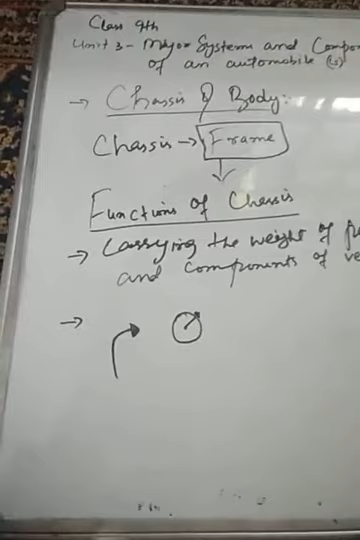 Class 9th
Unit 3 - Major Systems and Compo
of an automobile
→ Chassis & Body:
Chassis → Frame
Functions of Chassis
→ Carrying the weight of
and components of ve
→